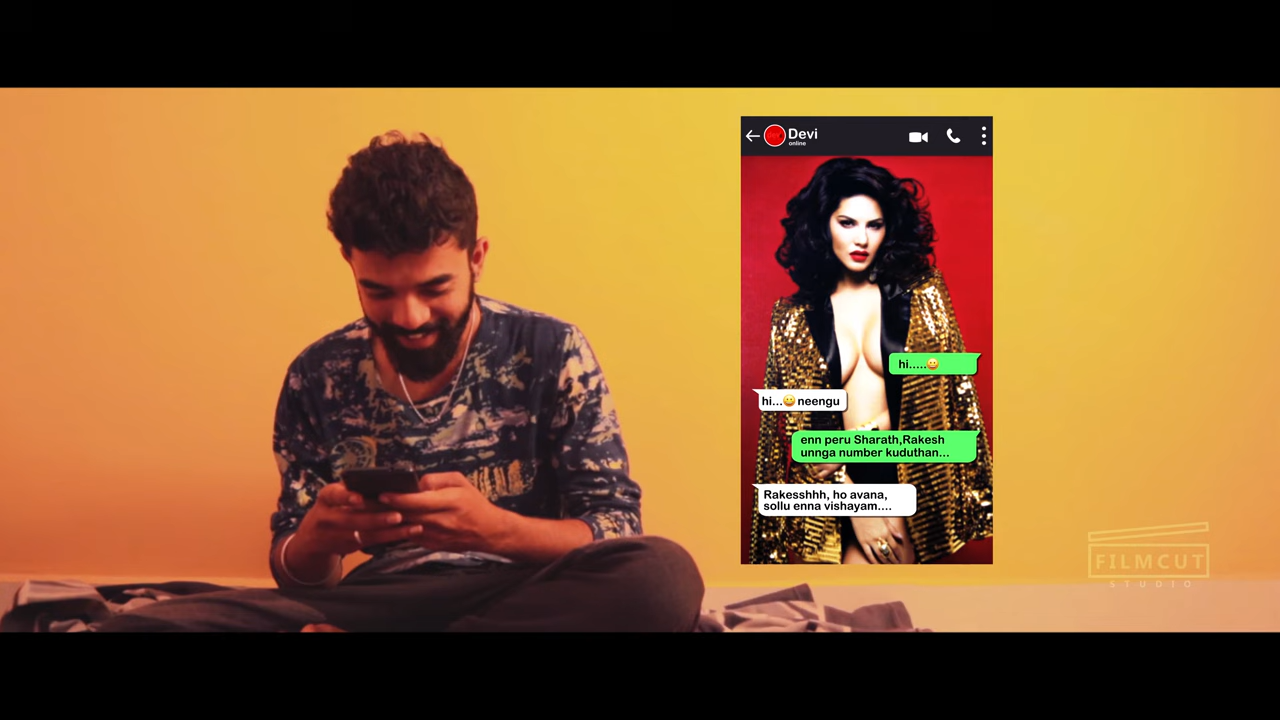 Devi
online
hi.....😀
hi...😀 neengu
enn peru Sharath,Rakesh
unnga number kuduthan...
Rakesshhh, ho avana,
sollu enna vishayam....
FILMCUT
STUDIO